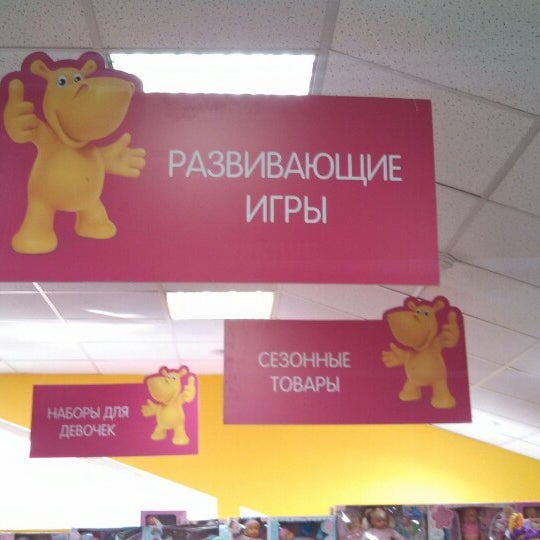 РАЗВИВАЮЩИЕ
ИГРЫ
СЕЗОННЫЕ
ТОВАРЫ
НАБОРЫ ДЛЯ
ДЕВОЧЕК